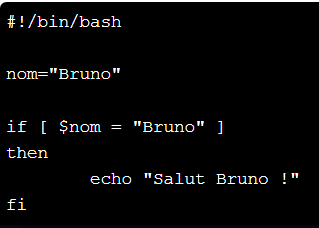 #!/bin/bash
nom="Bruno"
if [ $nom = "Bruno" ]
then
        echo "Salut Bruno !"
fi